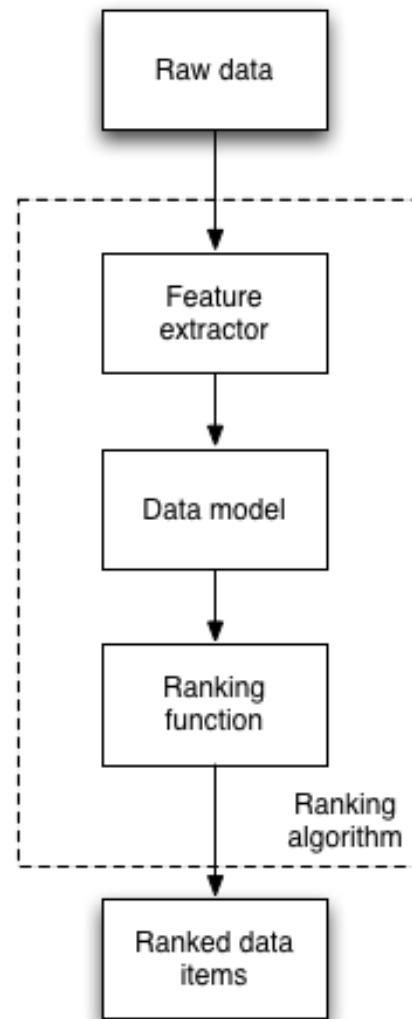 Raw data
Feature
extractor
Data model
Ranking
function
Ranking
algorithm
Ranked data
items